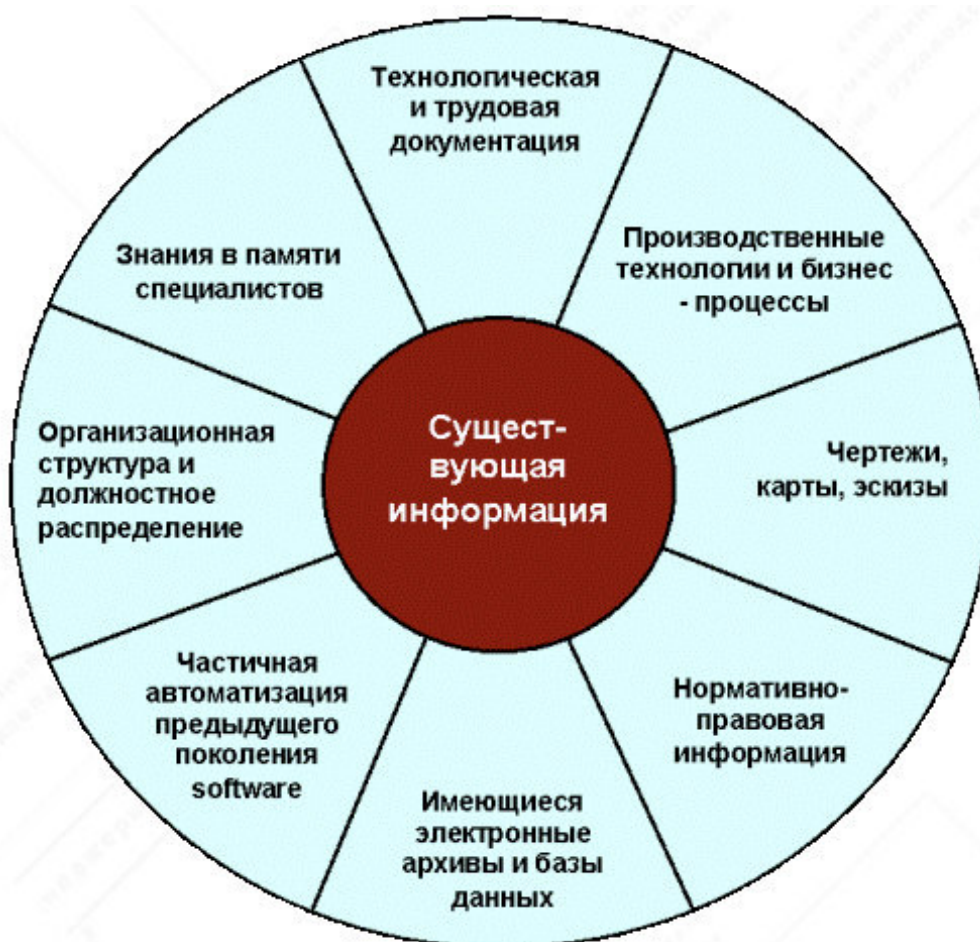 Технологическая
и трудовая
документация
Производственные
технологии и бизнес
- процессы
Чертежи,
карты, эскизы
Нормативно-
правовая
информация
Имеющиеся
электронные
архивы и базы
данных
Частичная
автоматизация
предыдущего
поколения
software
Организационная
структура и
должностное
распределение
Знания в памяти
специалистов
Сущест-
вующая
информация